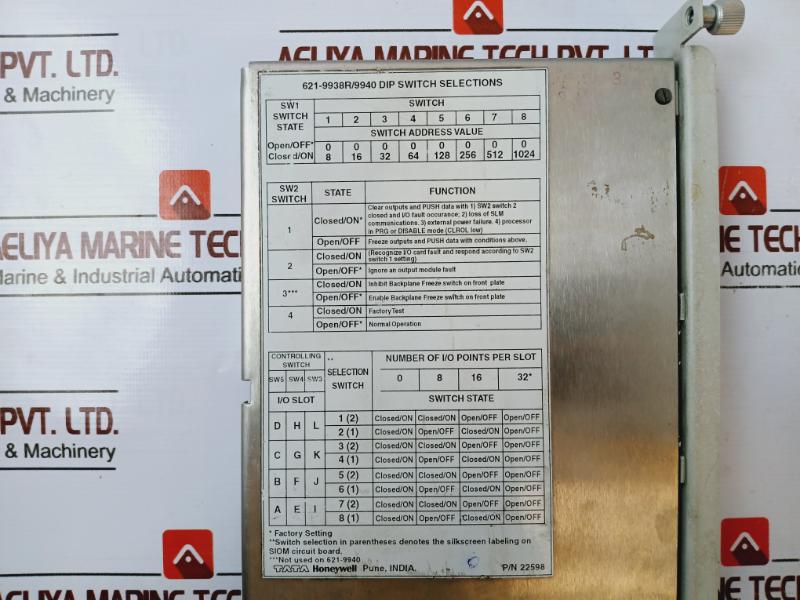 AELIYA MARINE TECH PVT. LTD.
PVT. LTD.
& Machinery
AELIYA MARINE TECH
Marine & Industrial Automation
PVT. LTD.
& Machinery
621-9938R/9940 DIP SWITCH SELECTIONS
SW1 SWITCH STATE SWITCH
1 2 3 4 5 6 7 8
SWITCH ADDRESS VALUE
Open/OFF* 0 0 0 0 0 0 0 0
Closed/ON 8 16 32 64 128 256 512 1024
SW2 SWITCH STATE FUNCTION
1 Closed/ON* Clear outputs and PUSH data with 1) SW2 switch 2
closed and I/O fault occurance; 2) loss of SLM
communications. 3) external power failure. 4) processor
in PRG or DISABLE mode (CLROL low)
Open/OFF Freeze outputs and PUSH data with conditions above.
2 Closed/ON (Recognize I/O card fault and respond according to SW2
switch 1 setting)
Open/OFF* Ignore an output module fault
3*** Closed/ON Inhibit Backplane Freeze switch on front plate
Open/OFF* Enable Backplane Freeze switch on front plate
4 Closed/ON Factory Test
Open/OFF* Normal Operation
CONTROLLING SWITCH ** SELECTION SWITCH NUMBER OF I/O POINTS PER SLOT
SW5 SW4 SW3 0 8 16 32*
I/O SLOT SWITCH STATE
D H L 1 (2) Closed/ON Closed/ON Open/OFF Open/OFF
2 (1) Closed/ON Open/OFF Closed/ON Open/OFF
C G K 3 (2) Closed/ON Closed/ON Open/OFF Open/OFF
4 (1) Closed/ON Open/OFF Closed/ON Open/OFF
B F J 5 (2) Closed/ON Closed/ON Open/OFF Open/OFF
6 (1) Closed/ON Open/OFF Closed/ON Open/OFF
A E I 7 (2) Closed/ON Closed/ON Open/OFF Open/OFF
8 (1) Closed/ON Open/OFF Closed/ON Open/OFF
* Factory Setting
**Switch selection in parentheses denotes the silkscreen labeling on
SIOM circuit board.
***Not used on 621-9940
TATA Honeywell Pune, INDIA. P/N 22598